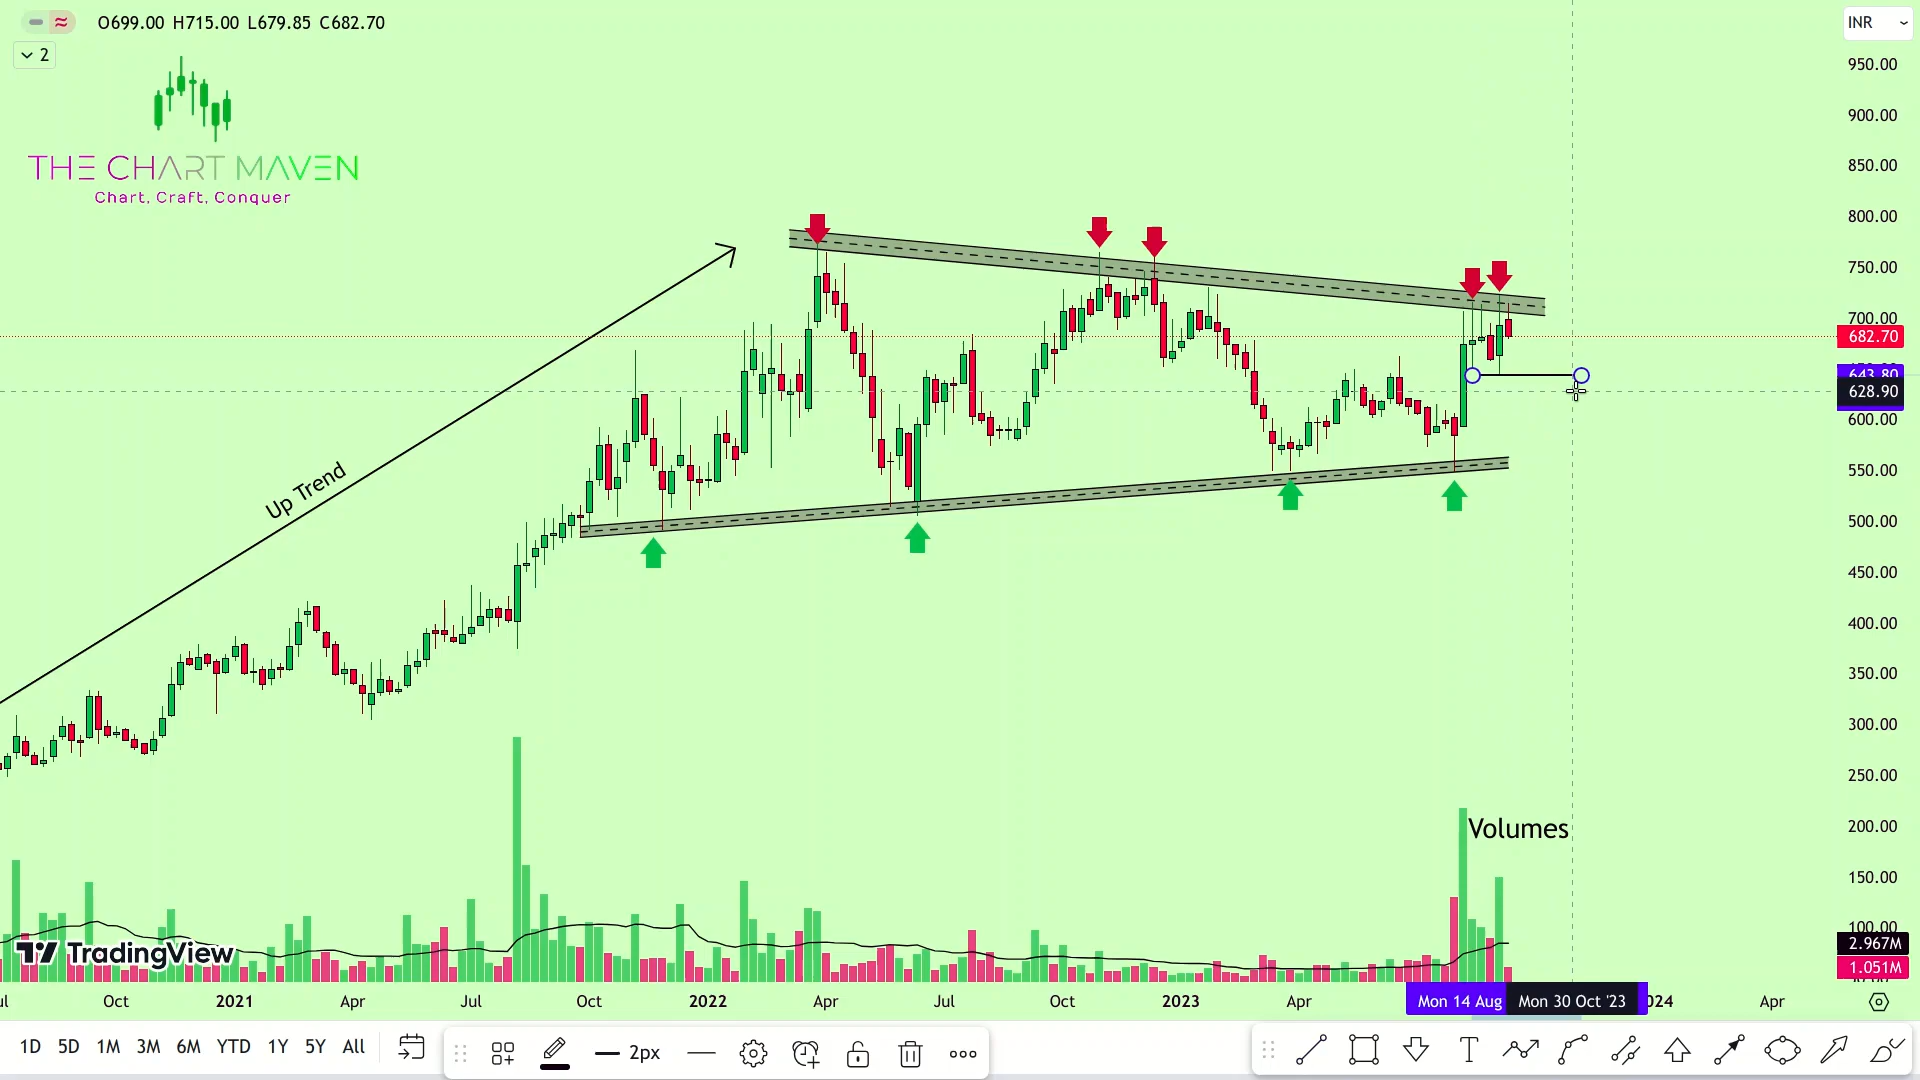 O699.00 H715.00 L679.85 C682.70
INR
2
THE CHART MAVEN
Chart, Craft, Conquer
950.00
900.00
850.00
800.00
750.00
700.00
682.70
643.80
628.90
600.00
550.00
500.00
450.00
400.00
350.00
300.00
250.00
200.00
150.00
100.00
2.967M
1.051M
Up Trend
Volumes
TradingView
Oct 2021 Apr Jul Oct 2022 Apr Jul Oct 2023 Apr Mon 14 Aug Mon 30 Oct '23 Apr
1D 5D 1M 3M 6M YTD 1Y 5Y All 2px T